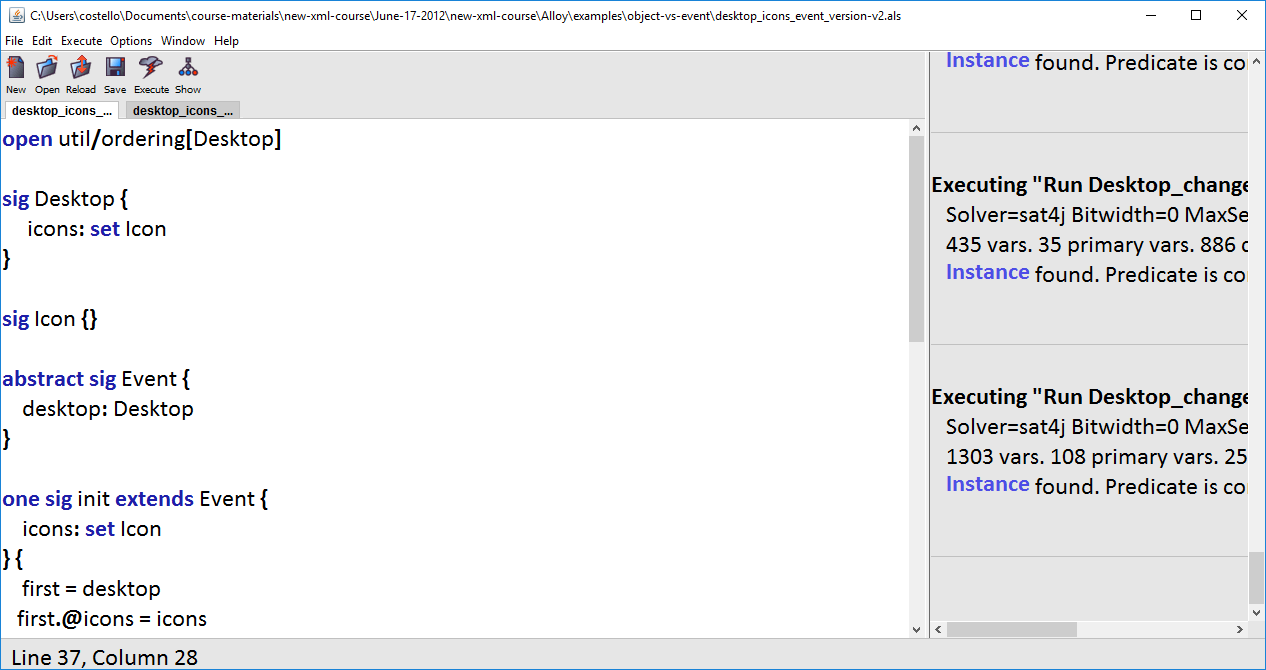 C:\Users\costello\Documents\course-materials\new-xml-course\June-17-2012\new-xml-course\Alloy\examples\object-vs-event\desktop_icons_event_version-v2.als
File Edit Execute Options Window Help
New Open Reload Save Execute Show
desktop_icons_... desktop_icons_...
open util/ordering[Desktop]
sig Desktop {
icons: set Icon
}
sig Icon {}
abstract sig Event {
desktop: Desktop
}
one sig init extends Event {
icons: set Icon
} {
first = desktop
first.@icons = icons
Instance found. Predicate is co
Executing "Run Desktop_change
Solver=sat4j Bitwidth=0 MaxSe
435 vars. 35 primary vars. 886 c
Instance found. Predicate is co
Executing "Run Desktop_change
Solver=sat4j Bitwidth=0 MaxSe
1303 vars. 108 primary vars. 25
Instance found. Predicate is co
Line 37, Column 28